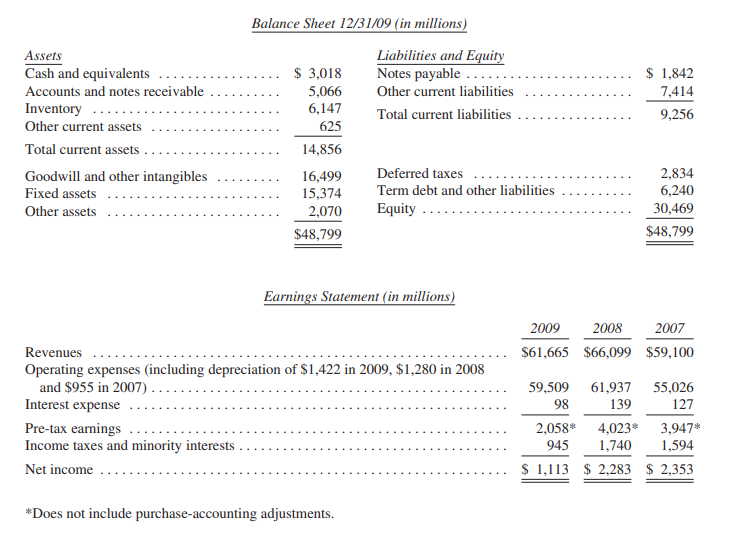 Balance Sheet 12/31/09 (in millions)
Assets
Cash and equivalents ................. $ 3,018
Accounts and notes receivable .......... 5,066
Inventory .......................... 6,147
Other current assets .................. 625
Total current assets ................... 14,856
Goodwill and other intangibles ......... 16,499
Fixed assets ........................ 15,374
Other assets ........................ 2,070
$48,799
Liabilities and Equity
Notes payable ....................... $ 1,842
Other current liabilities ............... 7,414
Total current liabilities ................ 9,256
Deferred taxes ...................... 2,834
Term debt and other liabilities .......... 6,240
Equity ............................. 30,469
$48,799
Earnings Statement (in millions)
2009 2008 2007
Revenues ......................................................... $61,665 $66,099 $59,100
Operating expenses (including depreciation of $1,422 in 2009, $1,280 in 2008
and $955 in 2007) ................................................. 59,509 61,937 55,026
Interest expense .................................................... 98 139 127
Pre-tax earnings .................................................... 2,058* 4,023* 3,947*
Income taxes and minority interests ..................................... 945 1,740 1,594
Net income ........................................................ $ 1,113 $ 2,283 $ 2,353
*Does not include purchase-accounting adjustments.